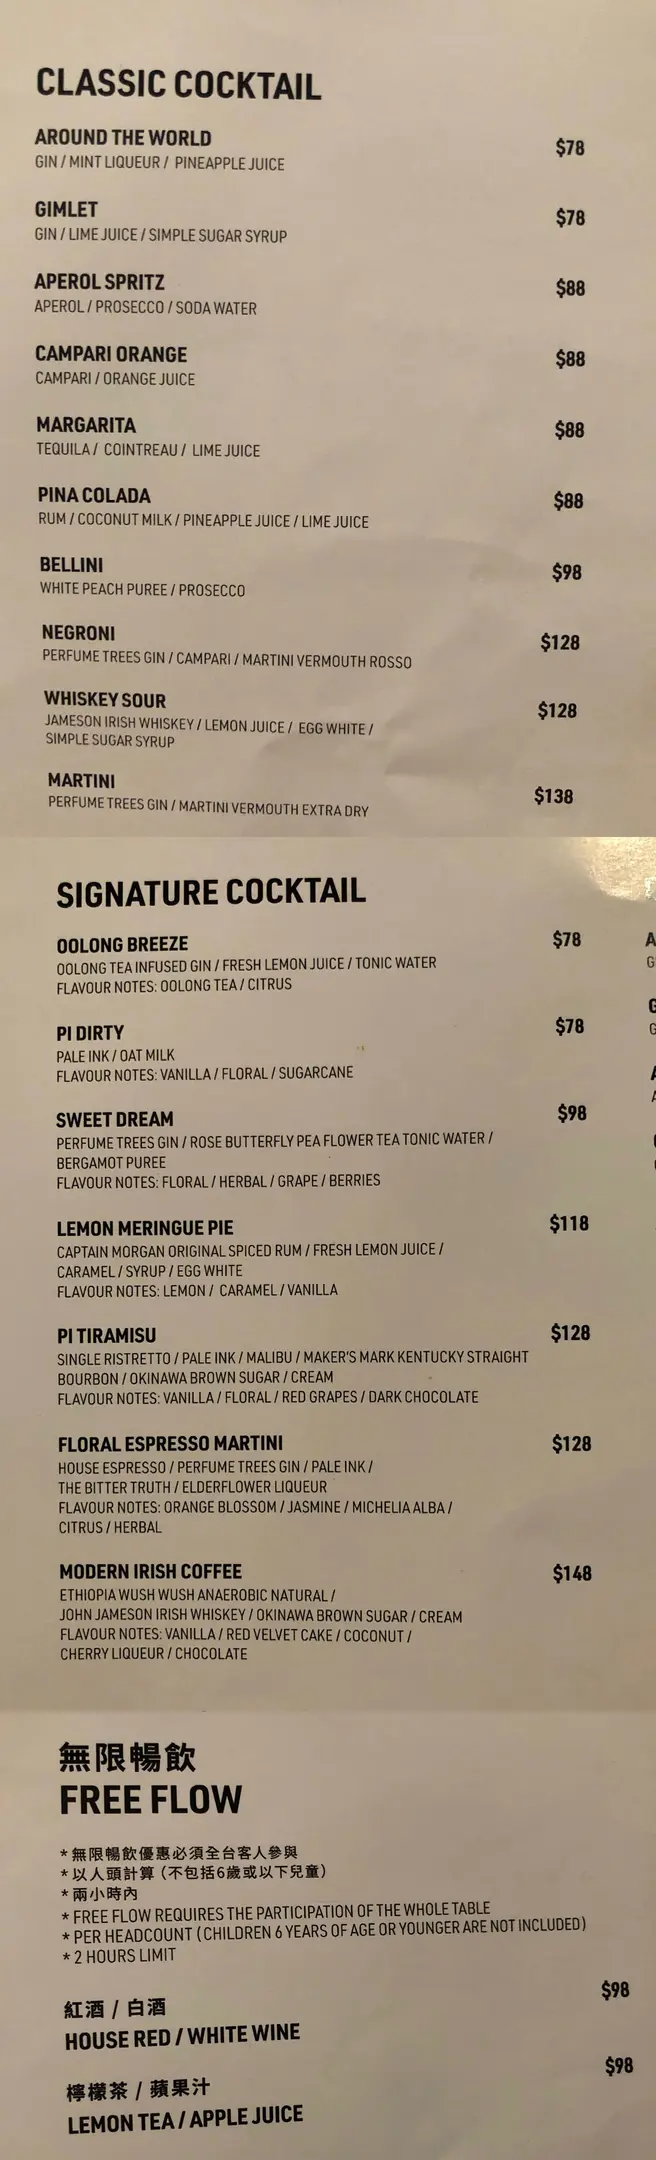 CLASSIC COCKTAIL
AROUND THE WORLD $78
GIN / MINT LIQUEUR / PINEAPPLE JUICE
GIMLET $78
GIN / LIME JUICE / SIMPLE SUGAR SYRUP
APEROL SPRITZ $88
APEROL / PROSECCO / SODA WATER
CAMPARI ORANGE $88
CAMPARI / ORANGE JUICE
MARGARITA $88
TEQUILA / COINTREAU / LIME JUICE
PINA COLADA $88
RUM / COCONUT MILK / PINEAPPLE JUICE / LIME JUICE
BELLINI $98
WHITE PEACH PUREE / PROSECCO
NEGRONI $128
PERFUME TREES GIN / CAMPARI / MARTINI VERMOUTH ROSSO
WHISKEY SOUR $128
JAMESON IRISH WHISKEY / LEMON JUICE / EGG WHITE /
SIMPLE SUGAR SYRUP
MARTINI $138
PERFUME TREES GIN / MARTINI VERMOUTH EXTRA DRY
SIGNATURE COCKTAIL
OOLONG BREEZE $78
OOLONG TEA INFUSED GIN / FRESH LEMON JUICE / TONIC WATER
FLAVOUR NOTES: OOLONG TEA / CITRUS
PI DIRTY $78
PALE INK / OAT MILK
FLAVOUR NOTES: VANILLA / FLORAL / SUGARCANE
SWEET DREAM $98
PERFUME TREES GIN / ROSE BUTTERFLY PEA FLOWER TEA TONIC WATER /
BERGAMOT PUREE
FLAVOUR NOTES: FLORAL / HERBAL / GRAPE / BERRIES
LEMON MERINGUE PIE $118
CAPTAIN MORGAN ORIGINAL SPICED RUM / FRESH LEMON JUICE /
CARAMEL / SYRUP / EGG WHITE
FLAVOUR NOTES: LEMON / CARAMEL / VANILLA
PI TIRAMISU $128
SINGLE RISTRETTO / PALE INK / MALIBU / MAKER'S MARK KENTUCKY STRAIGHT
BOURBON / OKINAWA BROWN SUGAR / CREAM
FLAVOUR NOTES: VANILLA / FLORAL / RED GRAPES / DARK CHOCOLATE
FLORAL ESPRESSO MARTINI $128
HOUSE ESPRESSO / PERFUME TREES GIN / PALE INK /
THE BITTER TRUTH / ELDERFLOWER LIQUEUR
FLAVOUR NOTES: ORANGE BLOSSOM / JASMINE / MICHELIA ALBA /
CITRUS / HERBAL
MODERN IRISH COFFEE $148
ETHIOPIA WUSH WUSH ANAEROBIC NATURAL /
JOHN JAMESON IRISH WHISKEY / OKINAWA BROWN SUGAR / CREAM
FLAVOUR NOTES: VANILLA / RED VELVET CAKE / COCONUT /
CHERRY LIQUEUR / CHOCOLATE
無限暢飲
FREE FLOW
* 無限暢飲優惠必須全台客人參與
* 以人頭計算 (不包括6歲或以下兒童)
* 兩小時內
* FREE FLOW REQUIRES THE PARTICIPATION OF THE WHOLE TABLE
* PER HEADCOUNT (CHILDREN 6 YEARS OF AGE OR YOUNGER ARE NOT INCLUDED)
* 2 HOURS LIMIT
紅酒 / 白酒 $98
HOUSE RED / WHITE WINE
檸檬茶 / 蘋果汁 $98
LEMON TEA / APPLE JUICE